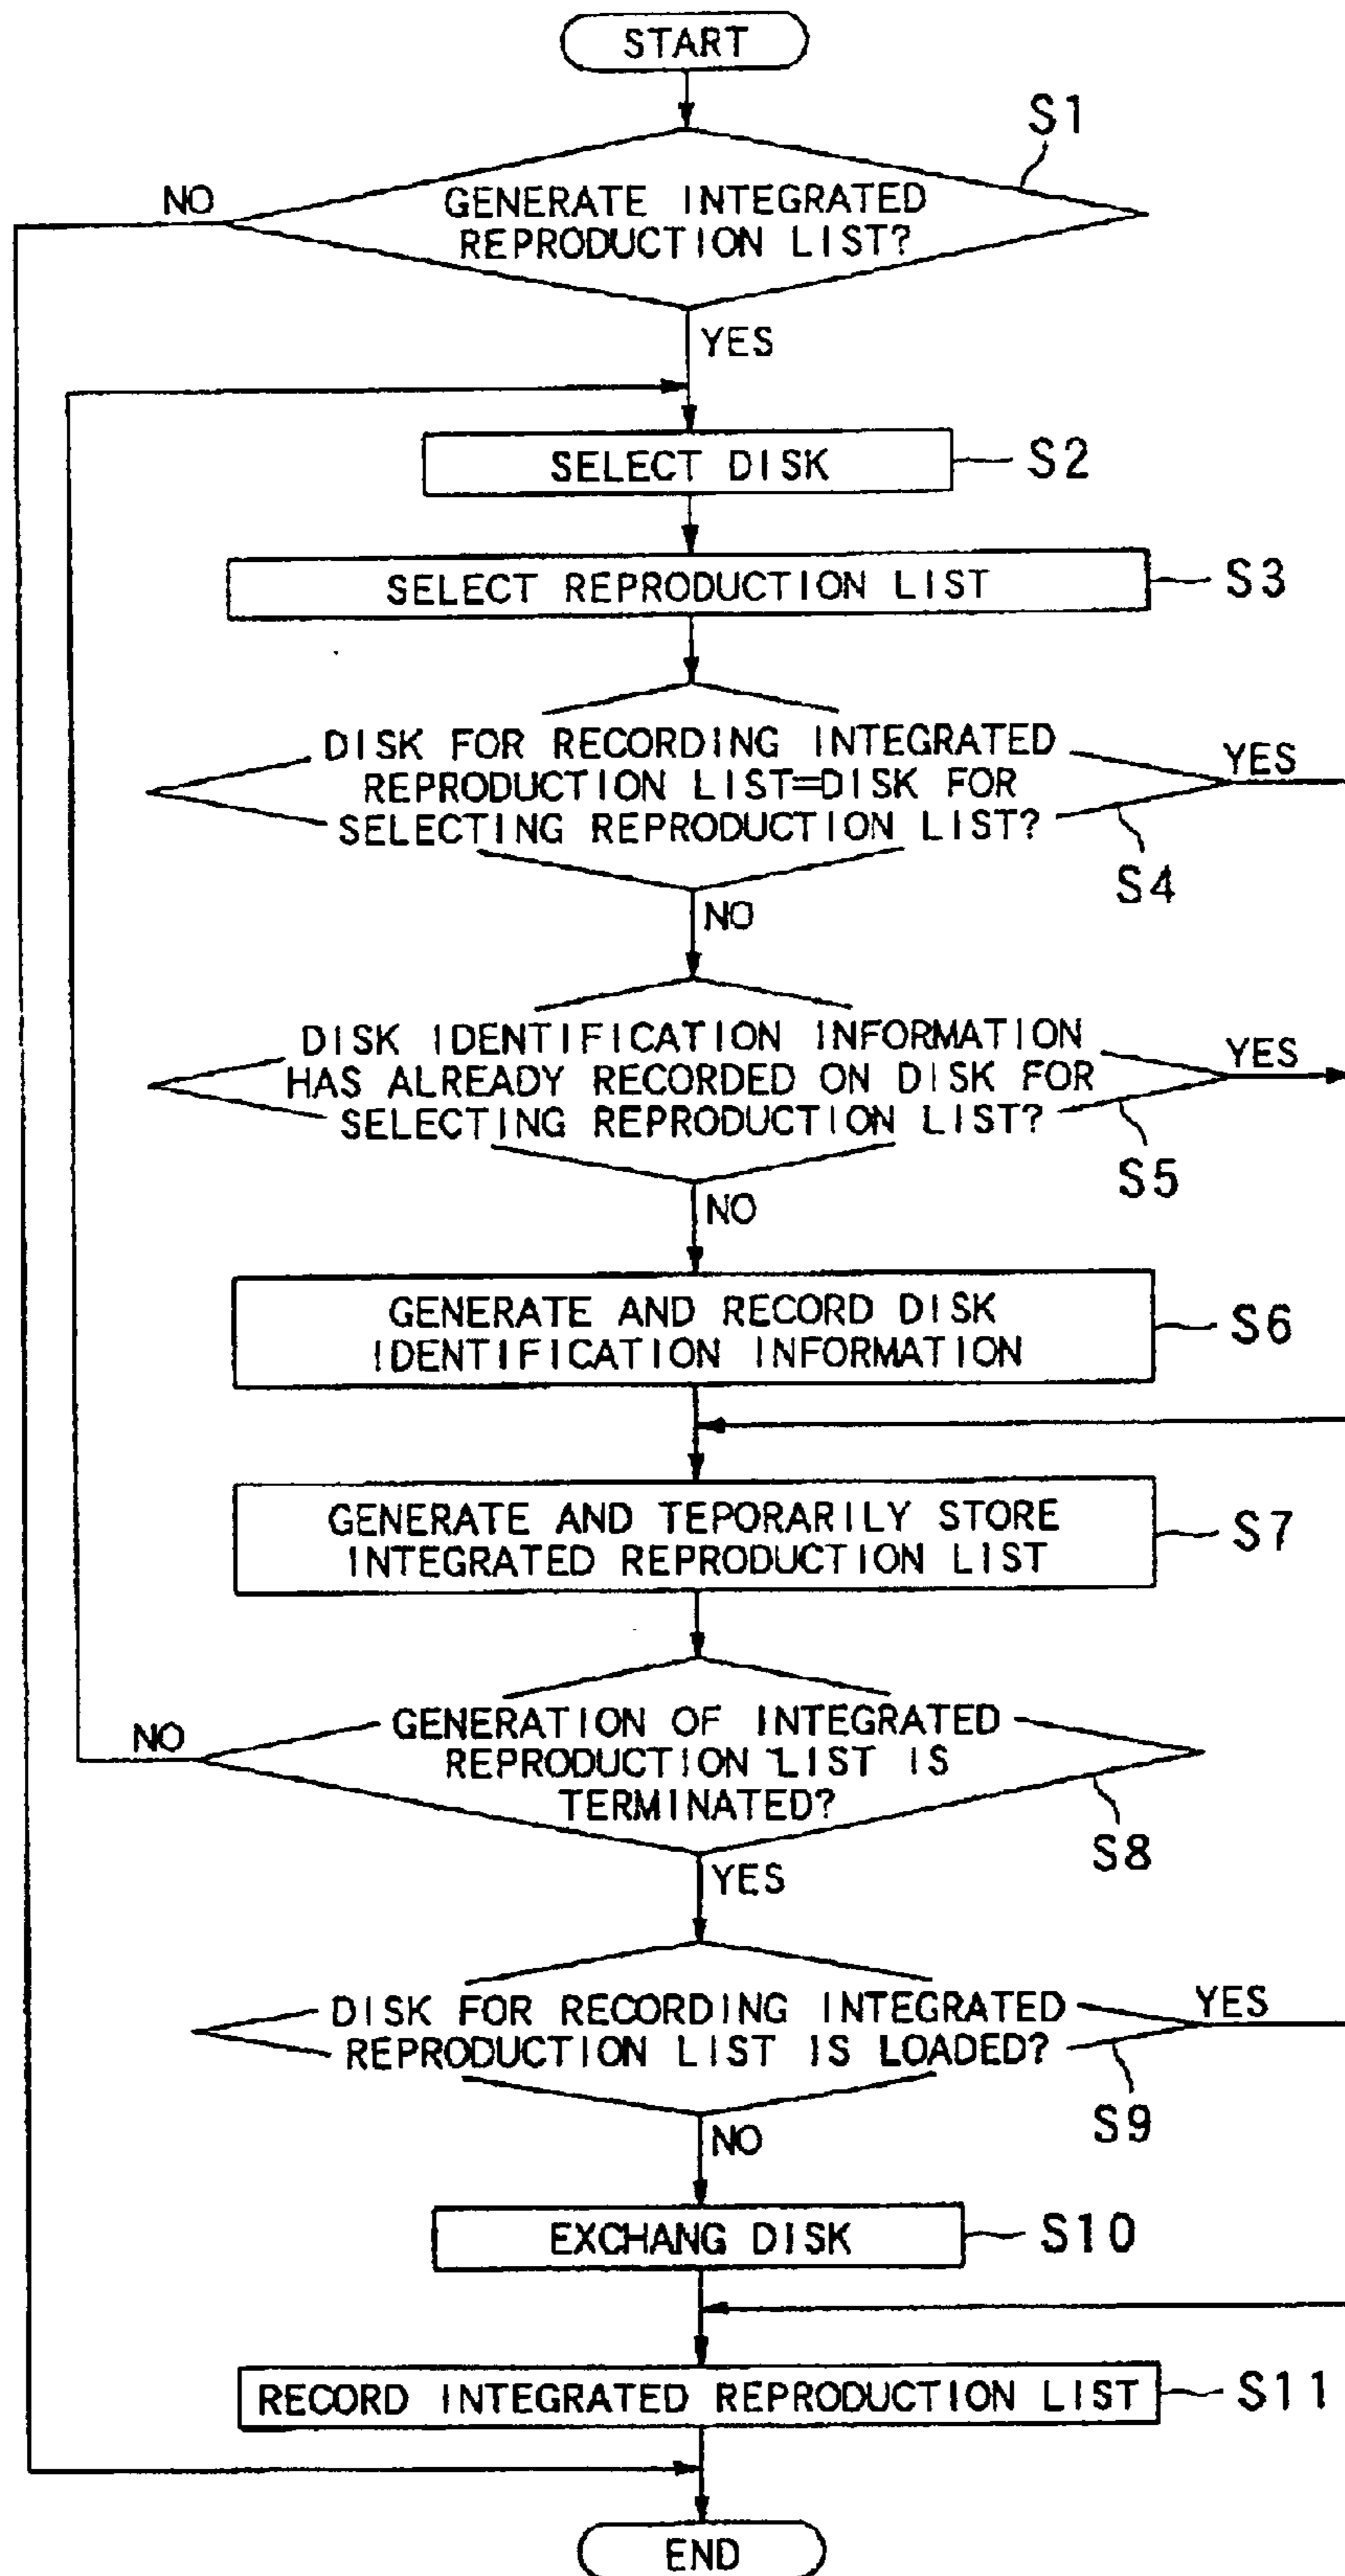 START
S1
NO
GENERATE INTEGRATED
REPRODUCTION LIST?
YES
SELECT DISK
S2
SELECT REPRODUCTION LIST
S3
DISK FOR RECORDING INTEGRATED
REPRODUCTION LIST=DISK FOR
SELECTING REPRODUCTION LIST?
YES
S4
NO
DISK IDENTIFICATION INFORMATION
HAS ALREADY RECORDED ON DISK FOR
SELECTING REPRODUCTION LIST?
YES
S5
NO
GENERATE AND RECORD DISK
IDENTIFICATION INFORMATION
S6
GENERATE AND TEPORARILY STORE
INTEGRATED REPRODUCTION LIST
S7
NO
GENERATION OF INTEGRATED
REPRODUCTION LIST IS
TERMINATED?
S8
YES
DISK FOR RECORDING INTEGRATED
REPRODUCTION LIST IS LOADED?
YES
S9
NO
EXCHANG DISK
S10
RECORD INTEGRATED REPRODUCTION LIST
S11
END